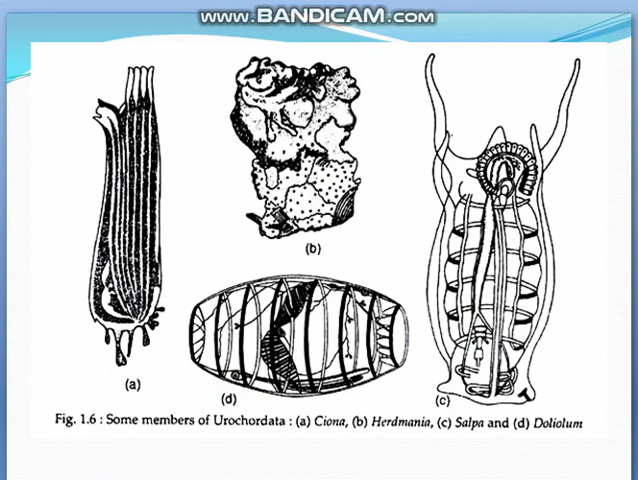 www.BANDICAM.com
(b)
(a)
(d)
(c)
Fig. 1.6 : Some members of Urochordata : (a) Ciona, (b) Herdmania, (c) Salpa and (d) Doliolum